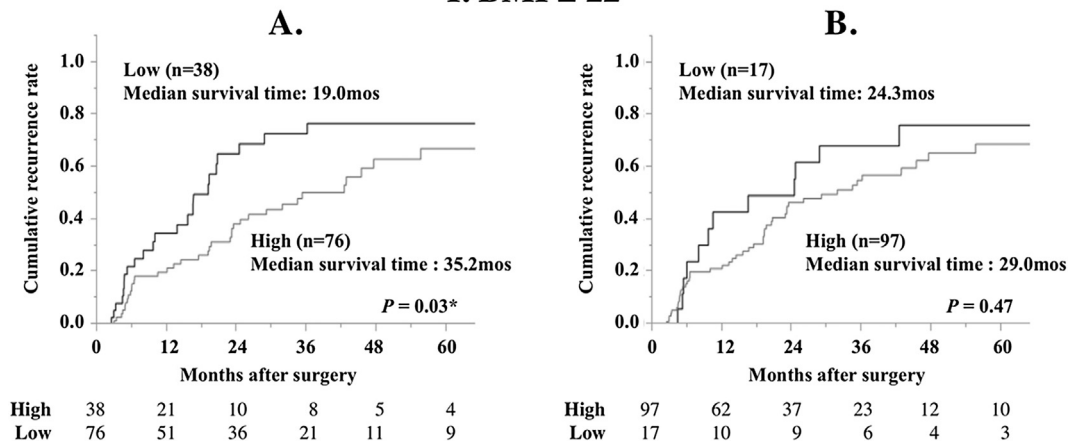 A.
Cumulative recurrence rate
1.0
0.8
0.6
0.4
0.2
0.0
Low (n=38)
Median survival time: 19.0mos
High (n=76)
Median survival time : 35.2mos
P = 0.03*
0 12 24 36 48 60
Months after surgery
High 38 21 10 8 5 4
Low 76 51 36 21 11 9
B.
Cumulative recurrence rate
1.0
0.8
0.6
0.4
0.2
0.0
Low (n=17)
Median survival time: 24.3mos
High (n=97)
Median survival time : 29.0mos
P = 0.47
0 12 24 36 48 60
Months after surgery
High 97 62 37 23 12 10
Low 17 10 9 6 4 3